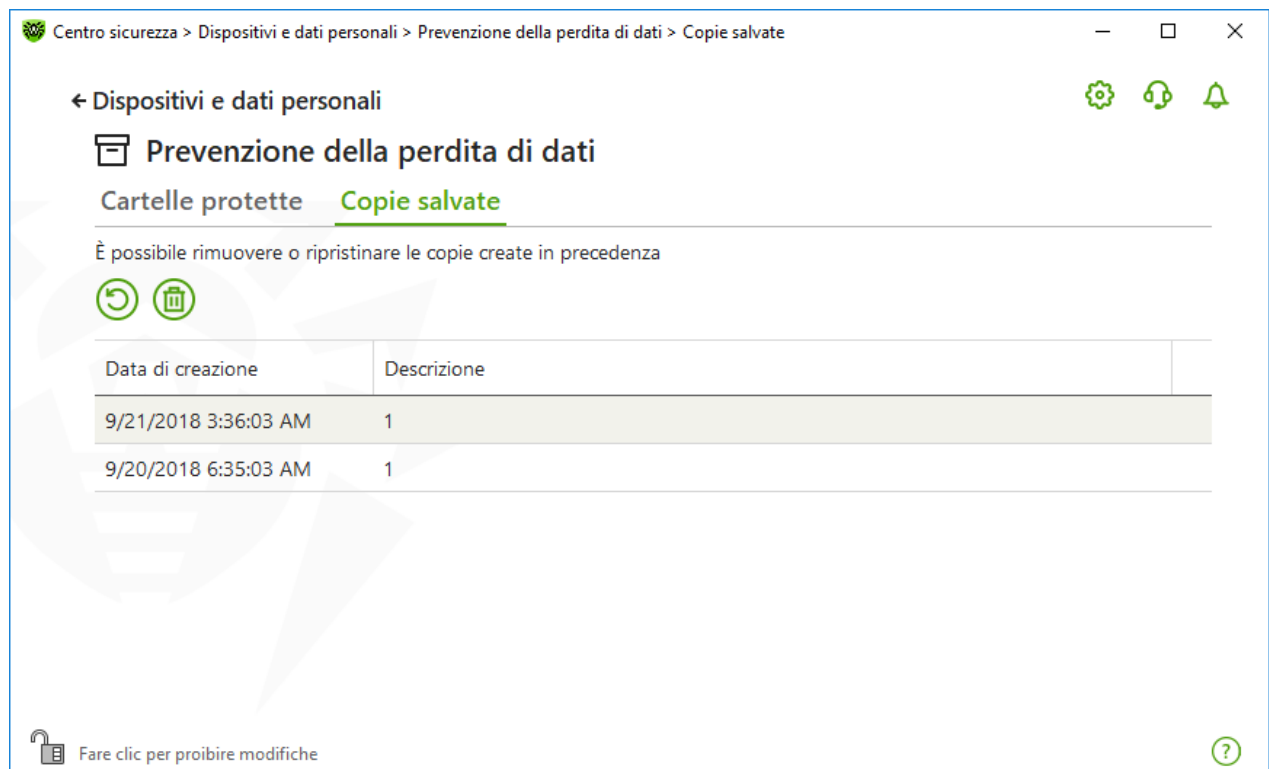 Centro sicurezza > Dispositivi e dati personali > Prevenzione della perdita di dati > Copie salvate
Dispositivi e dati personali
Prevenzione della perdita di dati
Cartelle protette Copie salvate
È possibile rimuovere o ripristinare le copie create in precedenza
Data di creazione Descrizione
9/21/2018 3:36:03 AM 1
9/20/2018 6:35:03 AM 1
Fare clic per proibire modifiche ?